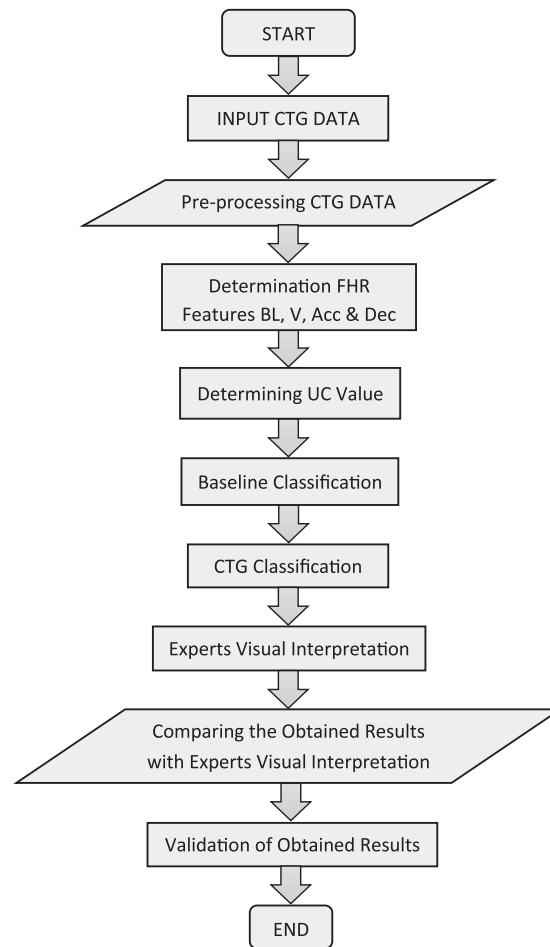 START
INPUT CTG DATA
Pre-processing CTG DATA
Determination FHR
Features BL, V, Acc & Dec
Determining UC Value
Baseline Classification
CTG Classification
Experts Visual Interpretation
Comparing the Obtained Results
with Experts Visual Interpretation
Validation of Obtained Results
END